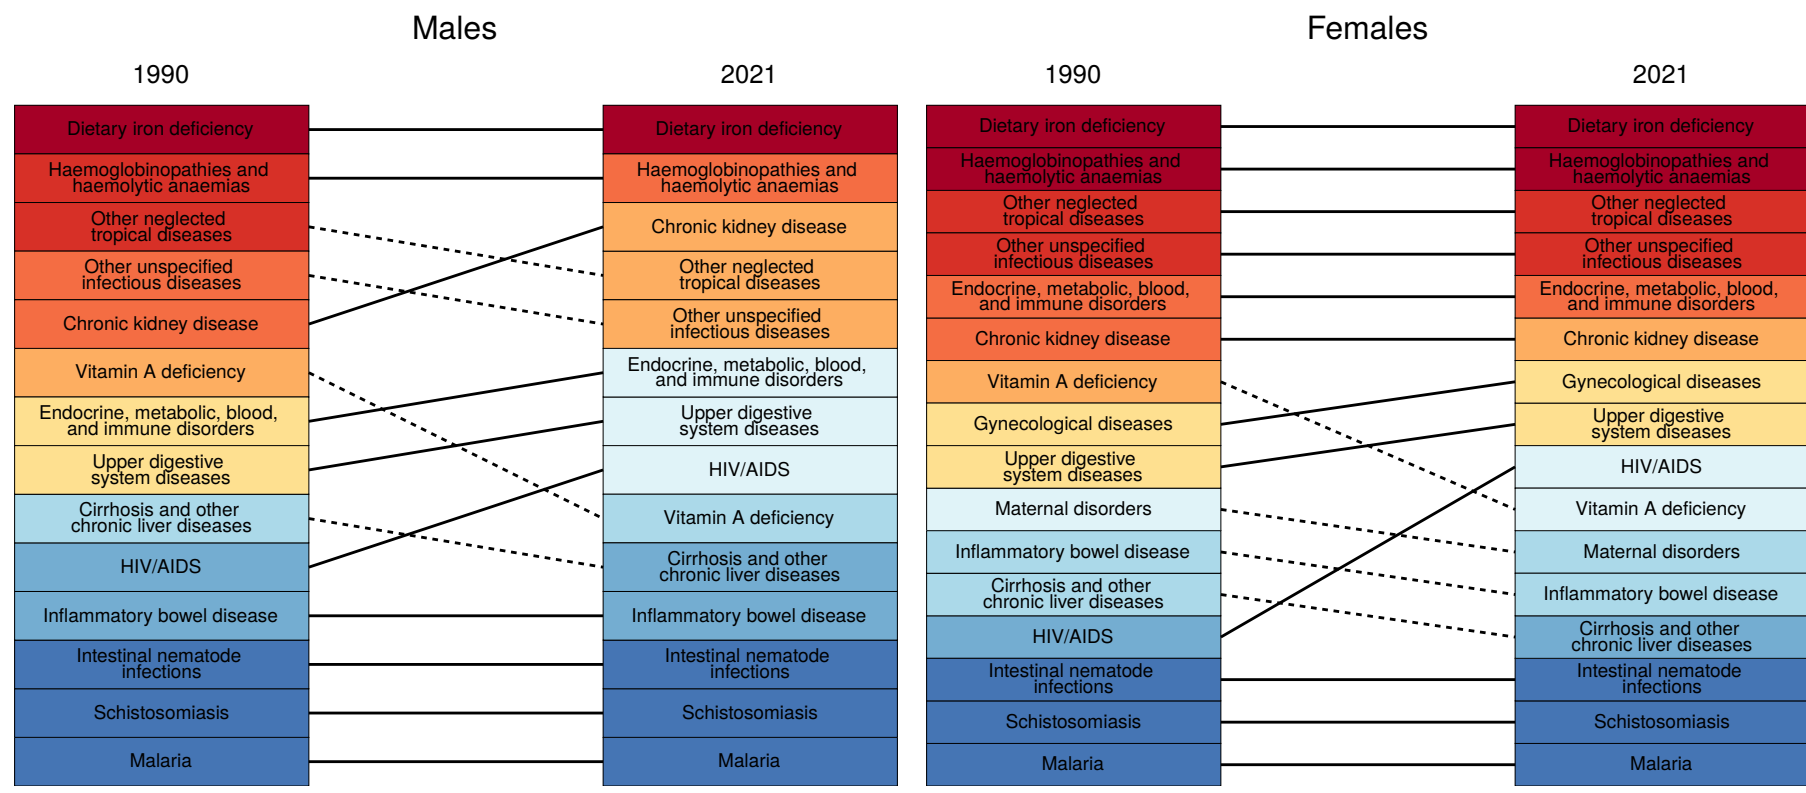 Males
1990
2021
Dietary iron deficiency
Haemoglobinopathies and
haemolytic anaemias
Other neglected
tropical diseases
Other unspecified
infectious diseases
Chronic kidney disease
Vitamin A deficiency
Endocrine, metabolic, blood,
and immune disorders
Upper digestive
system diseases
Cirrhosis and other
chronic liver diseases
HIV/AIDS
Inflammatory bowel disease
Intestinal nematode
infections
Schistosomiasis
Malaria
Dietary iron deficiency
Haemoglobinopathies and
haemolytic anaemias
Chronic kidney disease
Other neglected
tropical diseases
Other unspecified
infectious diseases
Endocrine, metabolic, blood,
and immune disorders
Upper digestive
system diseases
HIV/AIDS
Vitamin A deficiency
Cirrhosis and other
chronic liver diseases
Inflammatory bowel disease
Intestinal nematode
infections
Schistosomiasis
Malaria
Females
1990
2021
Dietary iron deficiency
Haemoglobinopathies and
haemolytic anaemias
Other neglected
tropical diseases
Other unspecified
infectious diseases
Endocrine, metabolic, blood,
and immune disorders
Chronic kidney disease
Vitamin A deficiency
Gynecological diseases
Upper digestive
system diseases
Maternal disorders
Inflammatory bowel disease
Cirrhosis and other
chronic liver diseases
HIV/AIDS
Intestinal nematode
infections
Schistosomiasis
Malaria
Dietary iron deficiency
Haemoglobinopathies and
haemolytic anaemias
Other neglected
tropical diseases
Other unspecified
infectious diseases
Endocrine, metabolic, blood,
and immune disorders
Chronic kidney disease
Gynecological diseases
Upper digestive
system diseases
HIV/AIDS
Vitamin A deficiency
Maternal disorders
Inflammatory bowel disease
Cirrhosis and other
chronic liver diseases
Intestinal nematode
infections
Schistosomiasis
Malaria